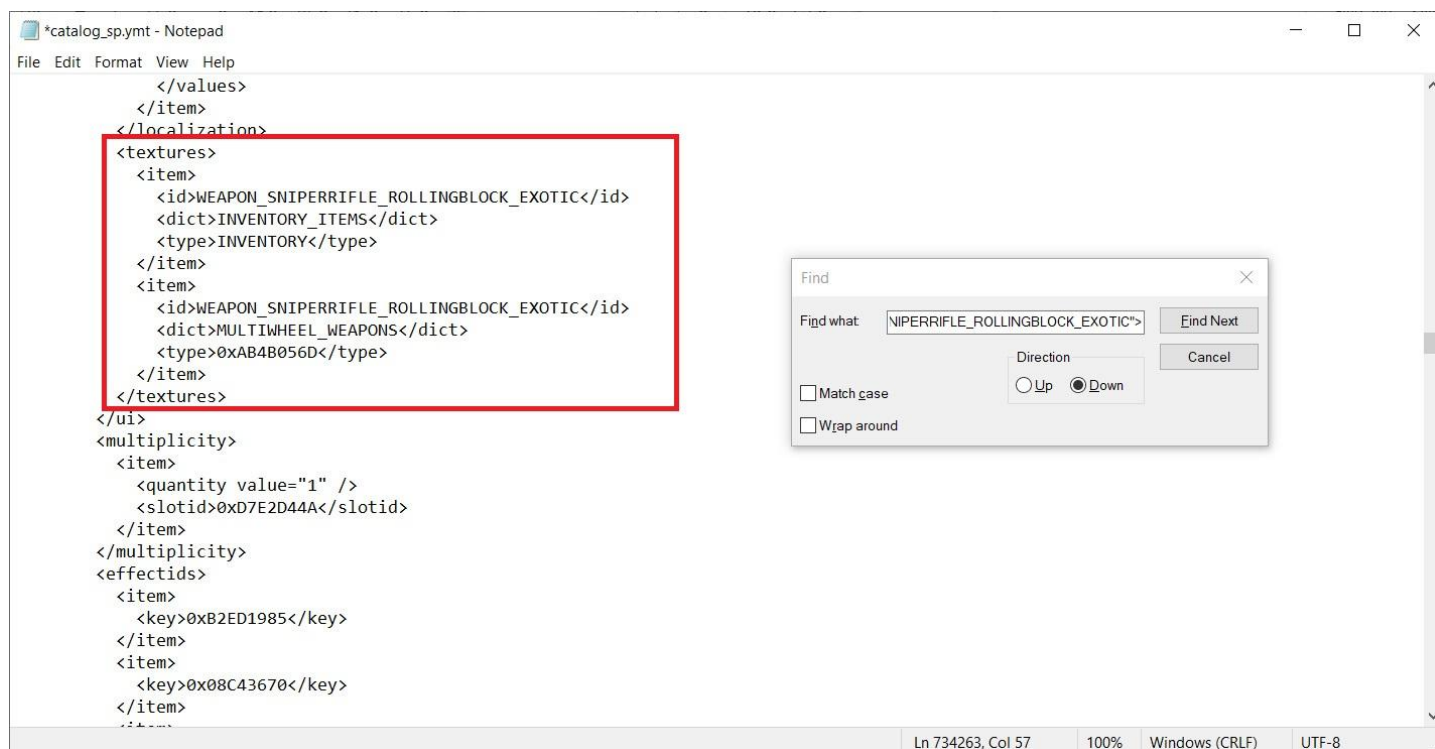 *catalog_sp.ymt - Notepad
File Edit Format View Help
</values>
</item>
</localization>
<textures>
<item>
<id>WEAPON_SNIPERRIFLE_ROLLINGBLOCK_EXOTIC</id>
<dict>INVENTORY_ITEMS</dict>
<type>INVENTORY</type>
</item>
<item>
<id>WEAPON_SNIPERRIFLE_ROLLINGBLOCK_EXOTIC</id>
<dict>MULTIWHEEL_WEAPONS</dict>
<type>0xAB4B056D</type>
</item>
</textures>
</ui>
<multiplicity>
<item>
<quantity value="1" />
<slotid>0xD7E2D44A</slotid>
</item>
</multiplicity>
<effectids>
<item>
<key>0xB2ED1985</key>
</item>
<item>
<key>0x08C43670</key>
</item>
Find
Find what: NIPERRIFLE_ROLLINGBLOCK_EXOTIC"> Find Next
Direction Cancel
Up Down
Match case
Wrap around
Ln 734263, Col 57 100% Windows (CRLF) UTF-8